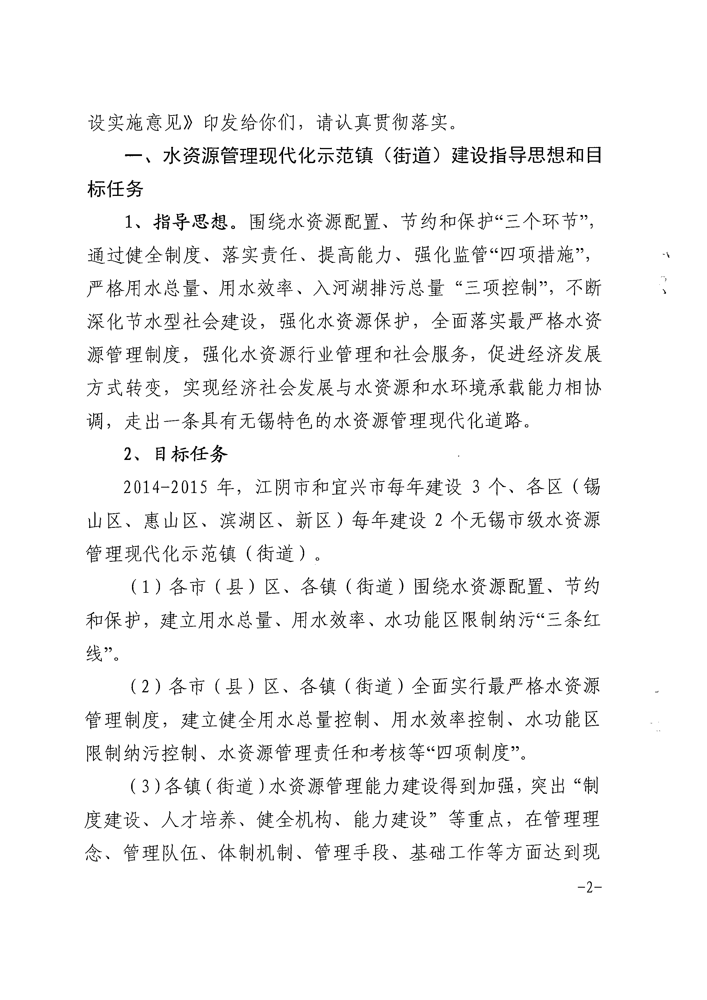 设实施意见》印发给你们，请认真贯彻落实。
一、水资源管理现代化示范镇（街道）建设指导思想和目
标任务
1、指导思想。围绕水资源配置、节约和保护“三个环节”，
通过健全制度、落实责任、提高能力、强化监管“四项措施”，
严格用水总量、用水效率、入河湖排污总量“三项控制”，不断
深化节水型社会建设，强化水资源保护，全面落实最严格水资
源管理制度，强化水资源行业管理和社会服务，促进经济发展
方式转变，实现经济社会发展与水资源和水环境承载能力相协
调，走出一条具有无锡特色的水资源管理现代化道路。
2、目标任务
2014-2015 年，江阴市和宜兴市每年建设 3 个、各区（锡
山区、惠山区、滨湖区、新区）每年建设 2 个无锡市级水资源
管理现代化示范镇（街道）。
（1）各市（县）区、各镇（街道）围绕水资源配置、节约
和保护，建立用水总量、用水效率、水功能区限制纳污“三条红
线”。
（2）各市（县）区、各镇（街道）全面实行最严格水资源
管理制度，建立健全用水总量控制、用水效率控制、水功能区
限制纳污控制、水资源管理责任和考核等“四项制度”。
（3）各镇（街道）水资源管理能力建设得到加强，突出“制
度建设、人才培养、健全机构、能力建设”等重点，在管理理
念、管理队伍、体制机制、管理手段、基础工作等方面达到现
-2-